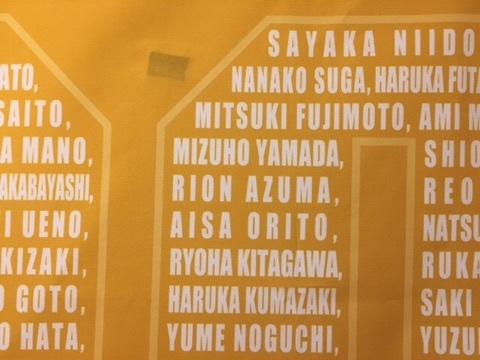 SAYAKA NIIDO
NANAKO SUGA, HARUKA FUTA
MITSUKI FUJIMOTO, AMI M
MIZUHO YAMADA,
RION AZUMA,
AISA ORITO,
RYOHA KITAGAWA,
HARUKA KUMAZAKI,
YUME NOGUCHI,
ATO,
SAITO,
A MANO,
AKABAYASHI,
I UENO,
KIZAKI,
O GOTO,
O HATA,
SHIO
REO
NATSU
RUKA
SAKI
YUZU